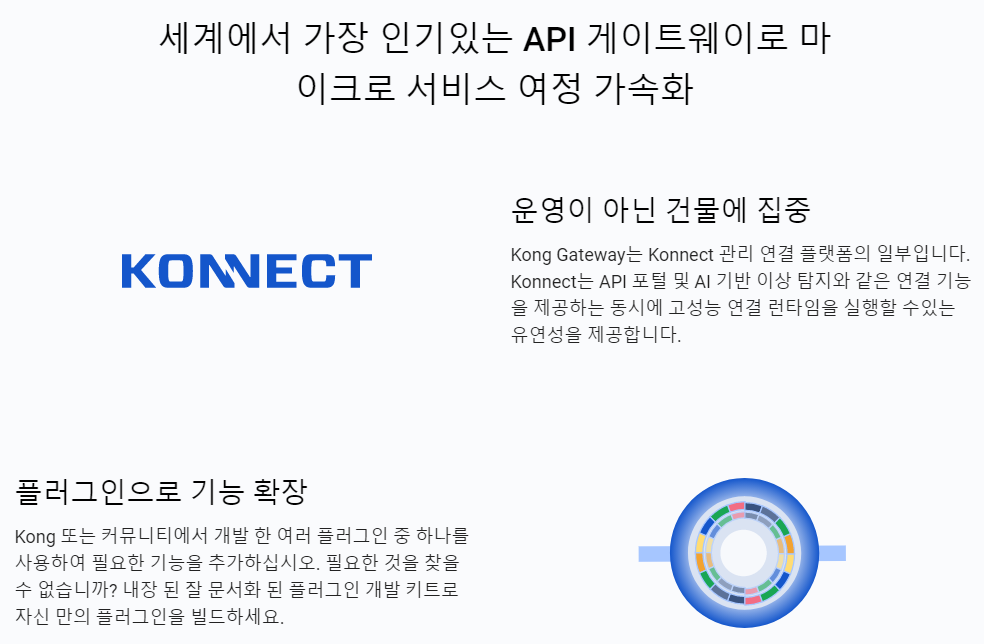 세계에서 가장 인기있는 API 게이트웨이로 마
이크로 서비스 여정 가속화
KONNECT
운영이 아닌 건물에 집중
Kong Gateway는 Konnect 관리 연결 플랫폼의 일부입니다.
Konnect는 API 포털 및 AI 기반 이상 탐지와 같은 연결 기능
을 제공하는 동시에 고성능 연결 런타임을 실행할 수있는
유연성을 제공합니다.
플러그인으로 기능 확장
Kong 또는 커뮤니티에서 개발 한 여러 플러그인 중 하나를
사용하여 필요한 기능을 추가하십시오. 필요한 것을 찾을
수 없습니까? 내장 된 잘 문서화 된 플러그인 개발 키트로
자신 만의 플러그인을 빌드하세요.